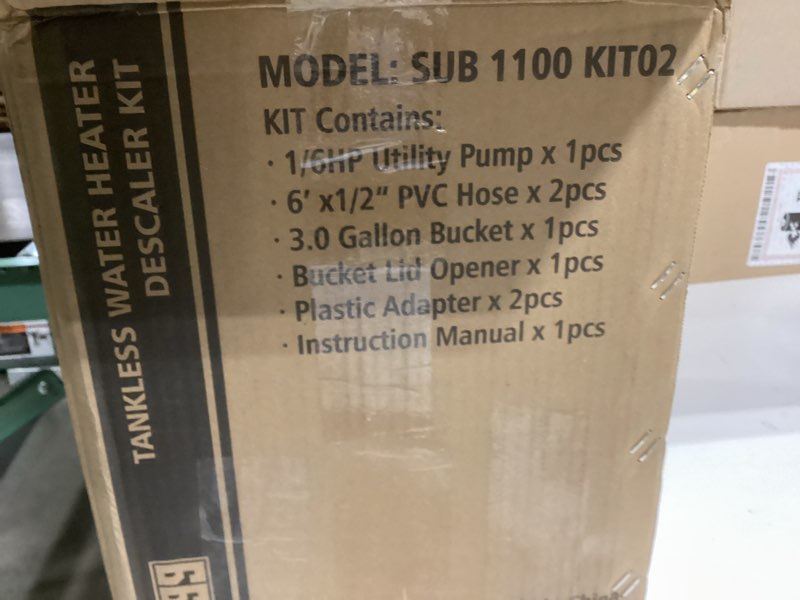 TANKLESS WATER HEATER
DESCALER KIT
MODEL: SUB 1100 KIT02
KIT Contains:
· 1/6HP Utility Pump x 1pcs
· 6' x1/2" PVC Hose x 2pcs
· 3.0 Gallon Bucket x 1pcs
· Bucket Lid Opener x 1pcs
· Plastic Adapter x 2pcs
· Instruction Manual x 1pcs
China